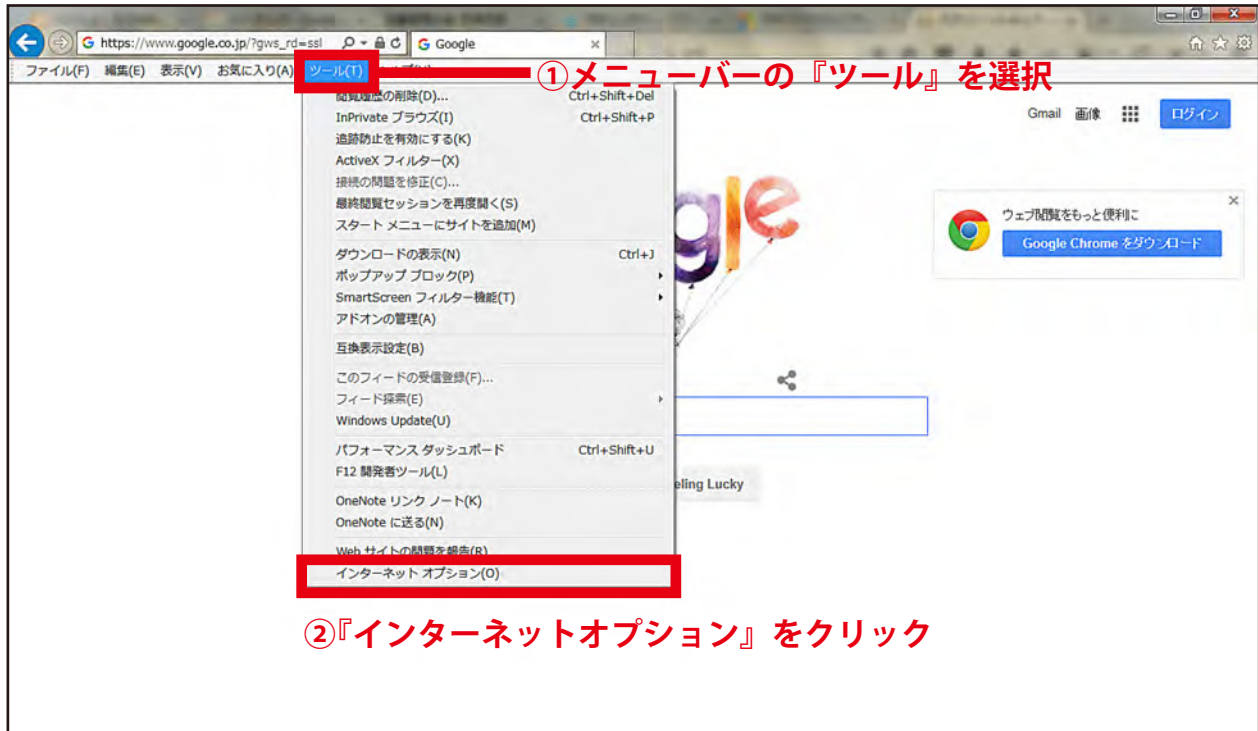 https://www.google.co.jp/?gws_rd=ssl
Google
ファイル(F) 編集(E) 表示(V) お気に入り(A) ツール(T)
①メニューバーの『ツール』を選択
閲覧履歴の削除(D)... Ctrl+Shift+Del
InPrivate ブラウズ(I) Ctrl+Shift+P
追跡防止を有効にする(K)
ActiveX フィルター(X)
接続の問題を修正(C)...
最終閲覧セッションを再度開く(S)
スタート メニューにサイトを追加(M)
ダウンロードの表示(N) Ctrl+J
ポップアップ ブロック(P)
SmartScreen フィルター機能(T)
アドオンの管理(A)
互換表示設定(B)
このフィードの受信登録(F)...
フィード探索(E)
Windows Update(U)
パフォーマンス ダッシュボード Ctrl+Shift+U
F12 開発者ツール(L)
OneNote リンク ノート(K)
OneNote に送る(N)
Web サイトの問題を報告(R)
インターネット オプション(O)
Gmail 画像 ログイン
gle
ウェブ閲覧をもっと便利に
Google Chrome をダウンロード
eling Lucky
②『インターネットオプション』をクリック